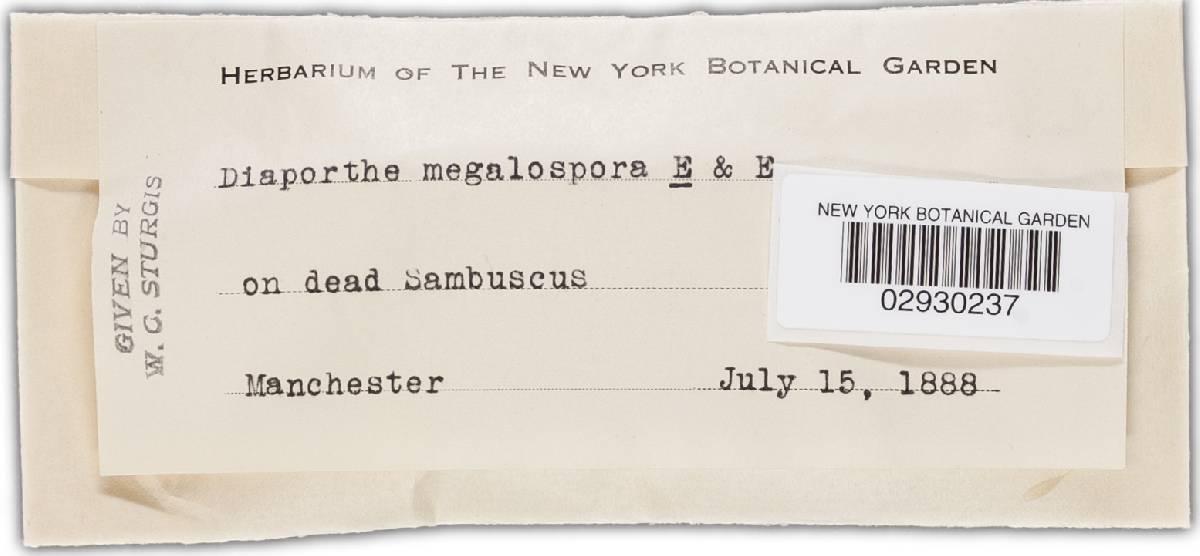 HERBARIUM OF THE NEW YORK BOTANICAL GARDEN
Diaporthe megalospora E & E
on dead Sambuscus
Manchester July 15, 1888
GIVEN BY
W. C. STURGIS
NEW YORK BOTANICAL GARDEN
02930237